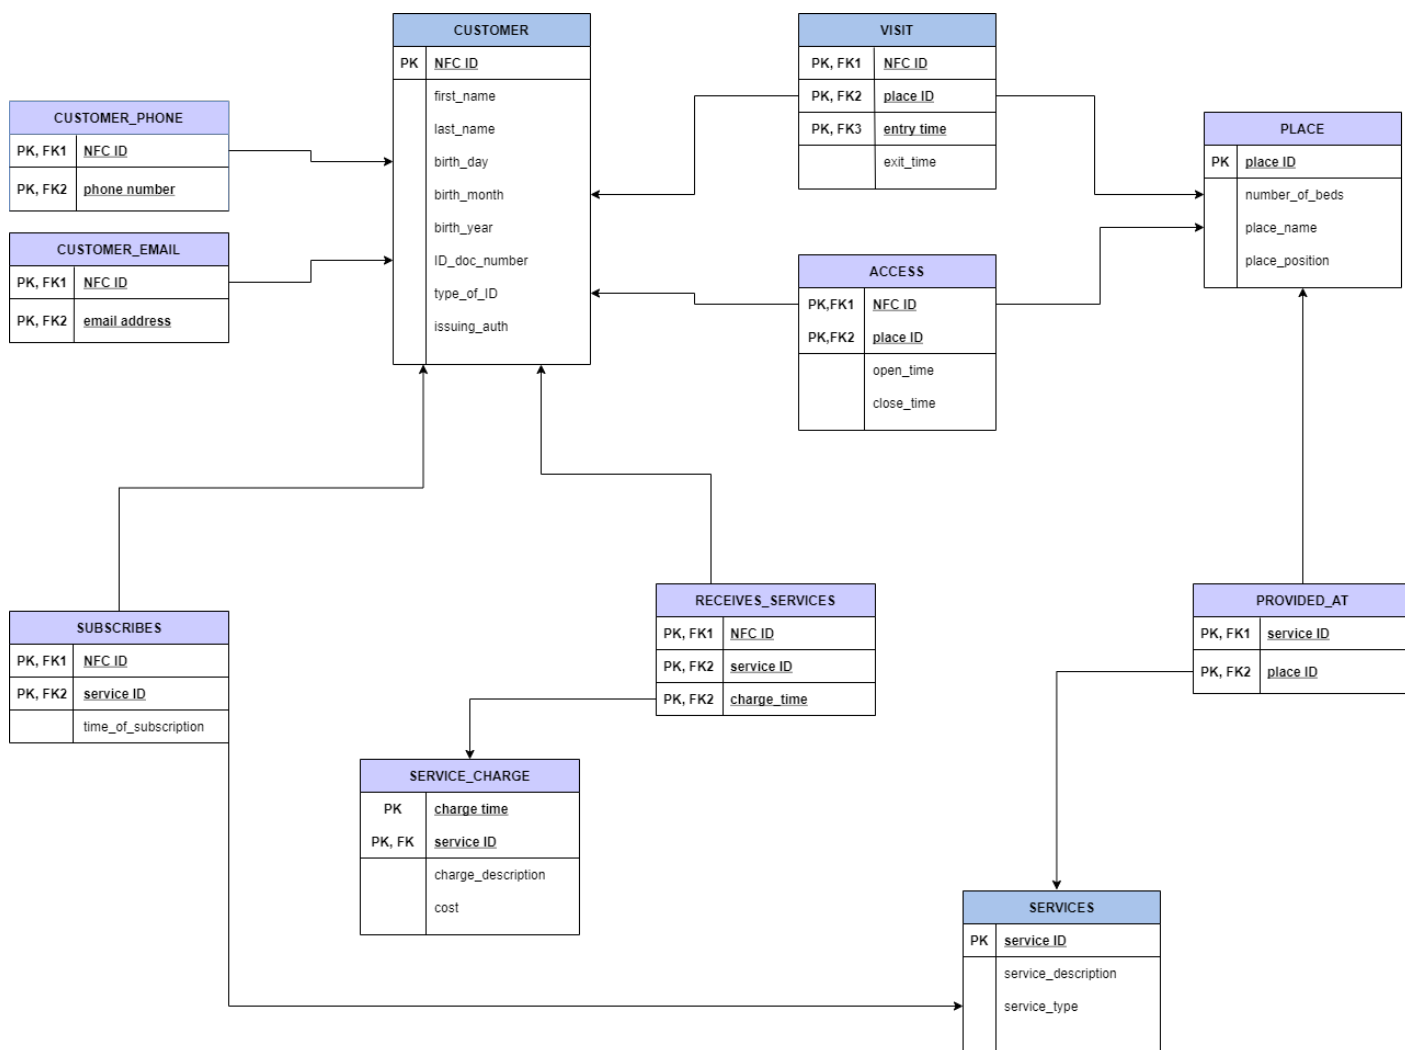 CUSTOMER
PK NFC ID
first_name
last_name
birth_day
birth_month
birth_year
ID_doc_number
type_of_ID
issuing_auth
VISIT
PK, FK1 NFC ID
PK, FK2 place ID
PK, FK3 entry time
exit_time
CUSTOMER_PHONE
PK, FK1 NFC ID
PK, FK2 phone number
PLACE
PK place ID
number_of_beds
place_name
place_position
CUSTOMER_EMAIL
PK, FK1 NFC ID
PK, FK2 email address
ACCESS
PK,FK1 NFC ID
PK,FK2 place ID
open_time
close_time
SUBSCRIBES
PK, FK1 NFC ID
PK, FK2 service ID
time_of_subscription
RECEIVES_SERVICES
PK, FK1 NFC ID
PK, FK2 service ID
PK, FK2 charge_time
PROVIDED_AT
PK, FK1 service ID
PK, FK2 place ID
SERVICE_CHARGE
PK charge time
PK, FK service ID
charge_description
cost
SERVICES
PK service ID
service_description
service_type